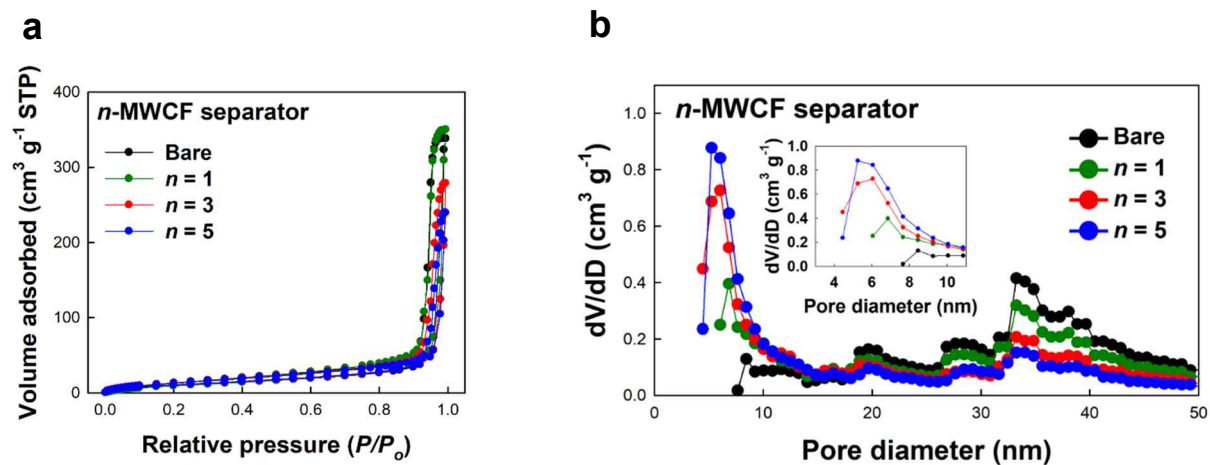 a
n-MWCF separator
Bare
n = 1
n = 3
n = 5
Volume adsorbed (cm³ g⁻¹ STP)
400
300
200
100
0
0.0 0.2 0.4 0.6 0.8 1.0
Relative pressure (P/Pₒ)
b
n-MWCF separator
Bare
n = 1
n = 3
n = 5
dV/dD (cm³ g⁻¹)
1.0
0.8
0.6
0.4
0.2
0.0
0 10 20 30 40 50
Pore diameter (nm)
dV/dD (cm³ g⁻¹)
1.0
0.8
0.6
0.4
0.2
0.0
4 6 8 10
Pore diameter (nm)